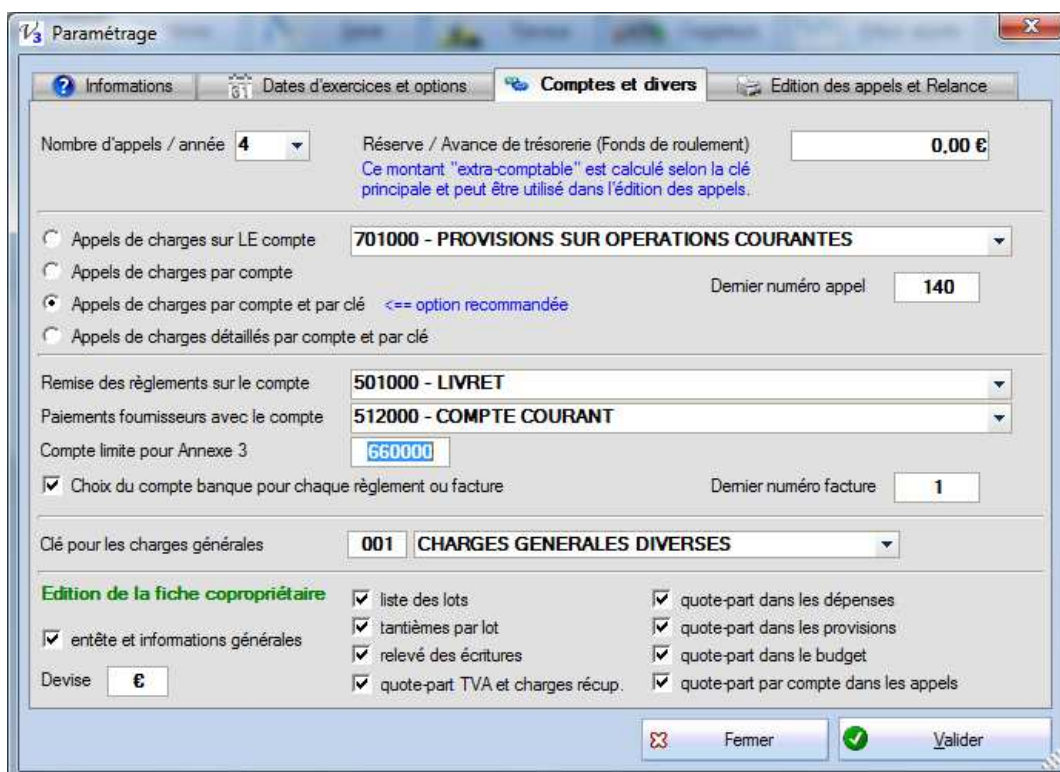 V3 Paramétrage
Informations
Dates d'exercices et options
Comptes et divers
Edition des appels et Relance
Nombre d'appels / année 4
Réserve / Avance de trésorerie (Fonds de roulement) 0,00 €
Ce montant "extra-comptable" est calculé selon la clé
principale et peut être utilisé dans l'édition des appels.
Appels de charges sur LE compte 701000 - PROVISIONS SUR OPERATIONS COURANTES
Appels de charges par compte
Dernier numéro appel 140
Appels de charges par compte et par clé <== option recommandée
Appels de charges détaillés par compte et par clé
Remise des règlements sur le compte 501000 - LIVRET
Paiements fournisseurs avec le compte 512000 - COMPTE COURANT
Compte limite pour Annexe 3 660000
Choix du compte banque pour chaque règlement ou facture
Dernier numéro facture 1
Clé pour les charges générales 001 CHARGES GENERALES DIVERSES
Edition de la fiche copropriétaire
entête et informations générales
Devise €
liste des lots
tantièmes par lot
relevé des écritures
quote-part TVA et charges récup.
quote-part dans les dépenses
quote-part dans les provisions
quote-part dans le budget
quote-part par compte dans les appels
Fermer
Valider